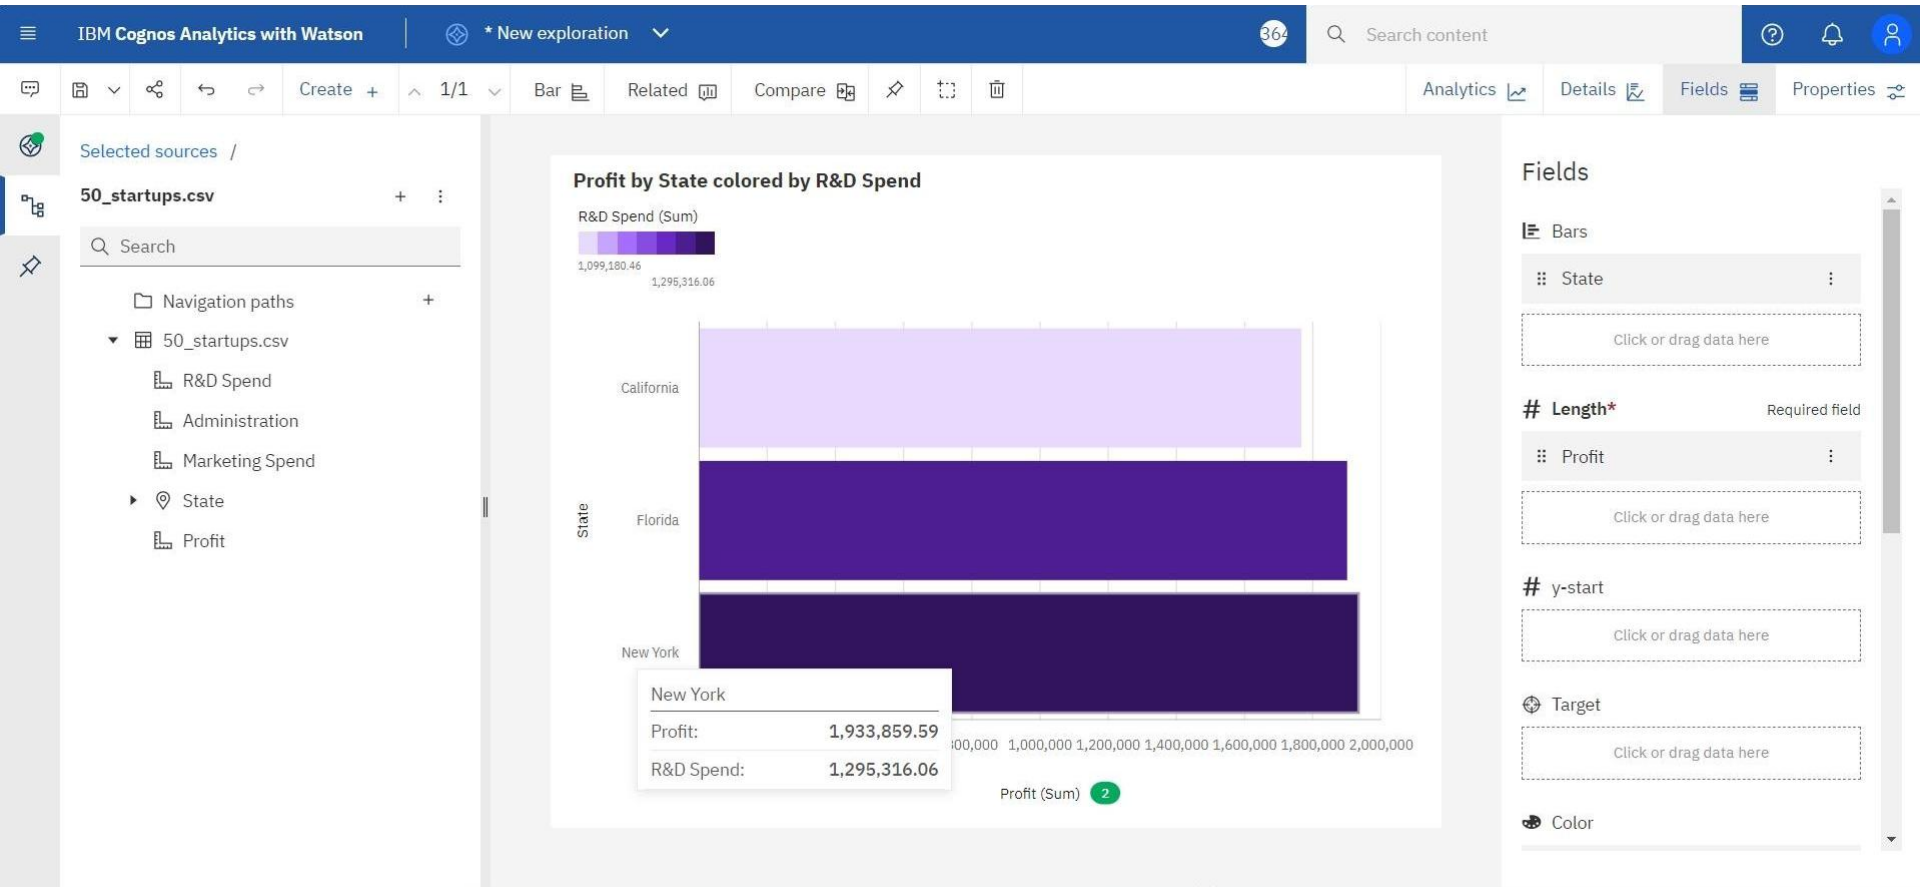 IBM Cognos Analytics with Watson
* New exploration
364
Search content
Create +
1/1
Bar
Related
Compare
Analytics
Details
Fields
Properties
Selected sources /
50_startups.csv
Search
Navigation paths
50_startups.csv
R&D Spend
Administration
Marketing Spend
State
Profit
Profit by State colored by R&D Spend
R&D Spend (Sum)
1,099,180.46
1,295,316.06
California
Florida
New York
State
New York
Profit: 1,933,859.59
R&D Spend: 1,295,316.06
1,000,000 1,200,000 1,400,000 1,600,000 1,800,000 2,000,000
Profit (Sum) 2
Fields
Bars
State
Click or drag data here
# Length* Required field
Profit
Click or drag data here
# y-start
Click or drag data here
Target
Click or drag data here
Color